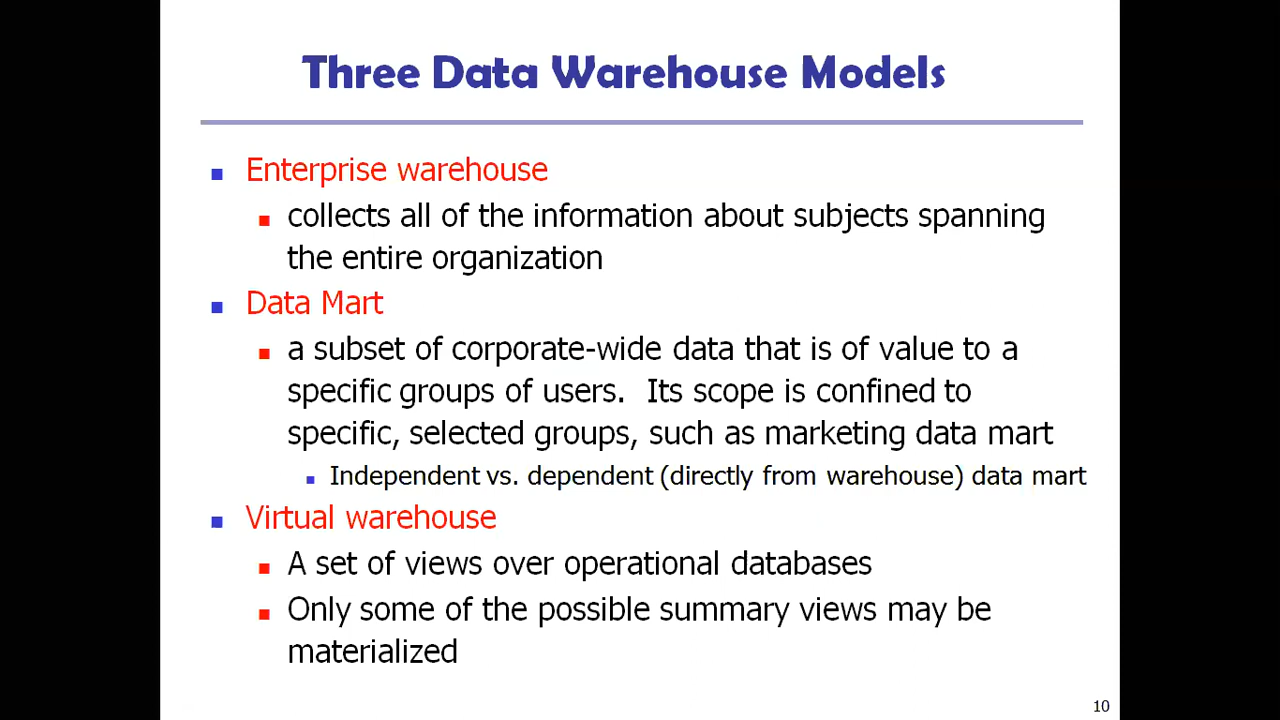 Three Data Warehouse Models
Enterprise warehouse
collects all of the information about subjects spanning
the entire organization
Data Mart
a subset of corporate-wide data that is of value to a
specific groups of users. Its scope is confined to
specific, selected groups, such as marketing data mart
Independent vs. dependent (directly from warehouse) data mart
Virtual warehouse
A set of views over operational databases
Only some of the possible summary views may be
materialized
10